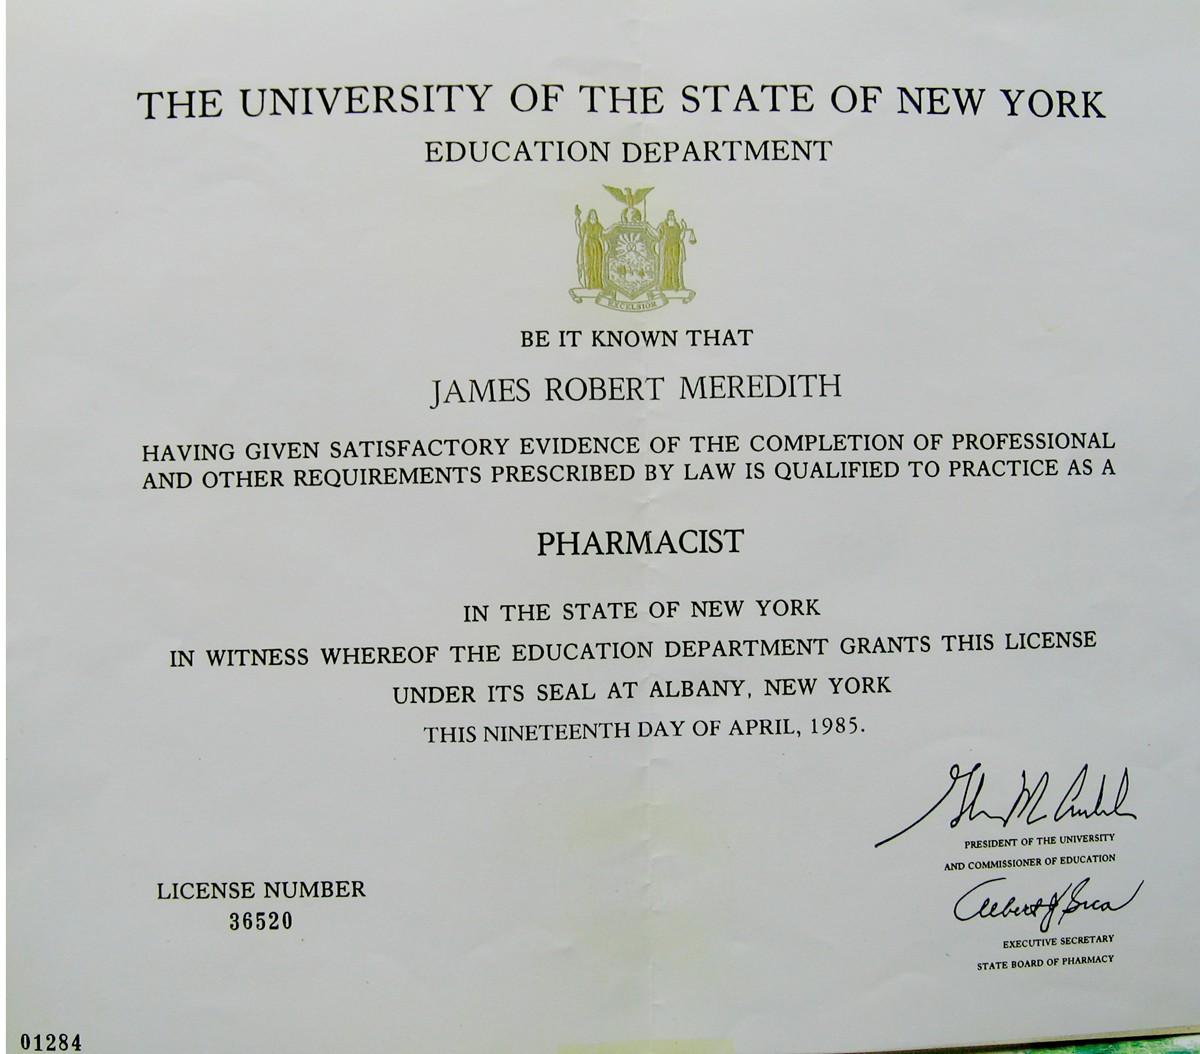 THE UNIVERSITY OF THE STATE OF NEW YORK
EDUCATION DEPARTMENT
EXCELSIOR
BE IT KNOWN THAT
JAMES ROBERT MEREDITH
HAVING GIVEN SATISFACTORY EVIDENCE OF THE COMPLETION OF PROFESSIONAL
AND OTHER REQUIREMENTS PRESCRIBED BY LAW IS QUALIFIED TO PRACTICE AS A
PHARMACIST
IN THE STATE OF NEW YORK
IN WITNESS WHEREOF THE EDUCATION DEPARTMENT GRANTS THIS LICENSE
UNDER ITS SEAL AT ALBANY, NEW YORK
THIS NINETEENTH DAY OF APRIL, 1985.
PRESIDENT OF THE UNIVERSITY
AND COMMISSIONER OF EDUCATION
Albert J
EXECUTIVE SECRETARY
STATE BOARD OF PHARMACY
LICENSE NUMBER
36520
01284